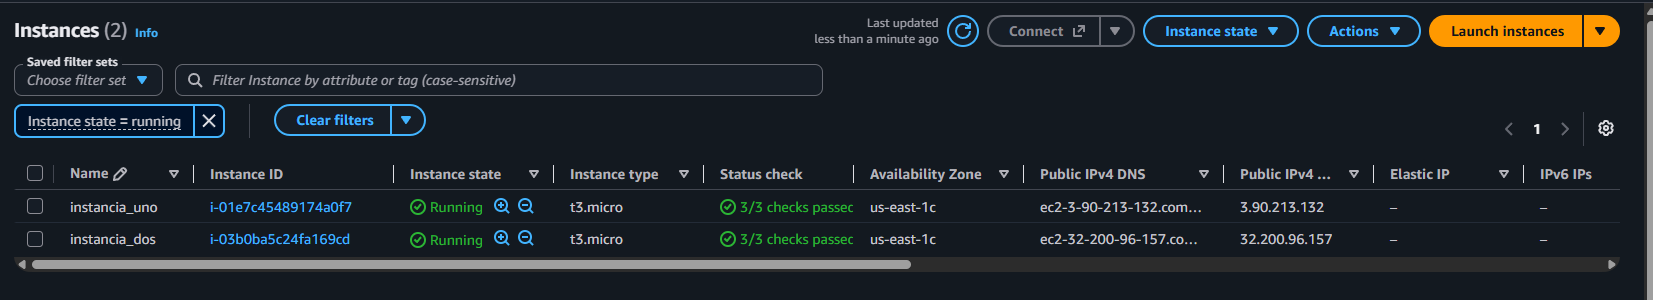 Instances (2) Info
Last updated
less than a minute ago
Connect
Instance state
Actions
Launch instances
Saved filter sets
Choose filter set
Filter Instance by attribute or tag (case-sensitive)
Instance state = running
Clear filters
1
Name Instance ID Instance state Instance type Status check Availability Zone Public IPv4 DNS Public IPv4 ... Elastic IP IPv6 IPs
instancia_uno i-01e7c45489174a0f7 Running t3.micro 3/3 checks passec us-east-1c ec2-3-90-213-132.com... 3.90.213.132 – –
instancia_dos i-03b0ba5c24fa169cd Running t3.micro 3/3 checks passec us-east-1c ec2-32-200-96-157.co... 32.200.96.157 – –